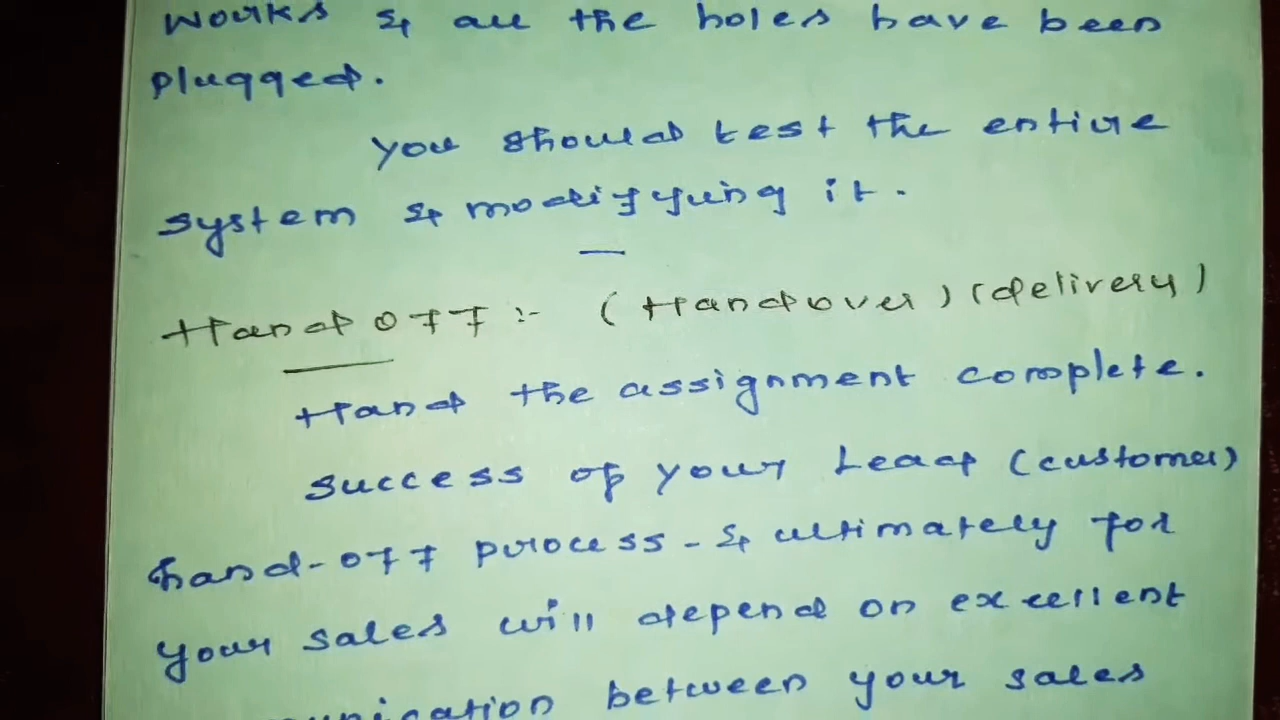 works & all the holes have been
plugged.
you should test the entire
system & modifying it.
Hand off :- (Handover) (delivery)
Hand the assignment complete.
success of your Lead (customer)
hand-off process - & ultimately for
your sales will depend on excellent
between your sales